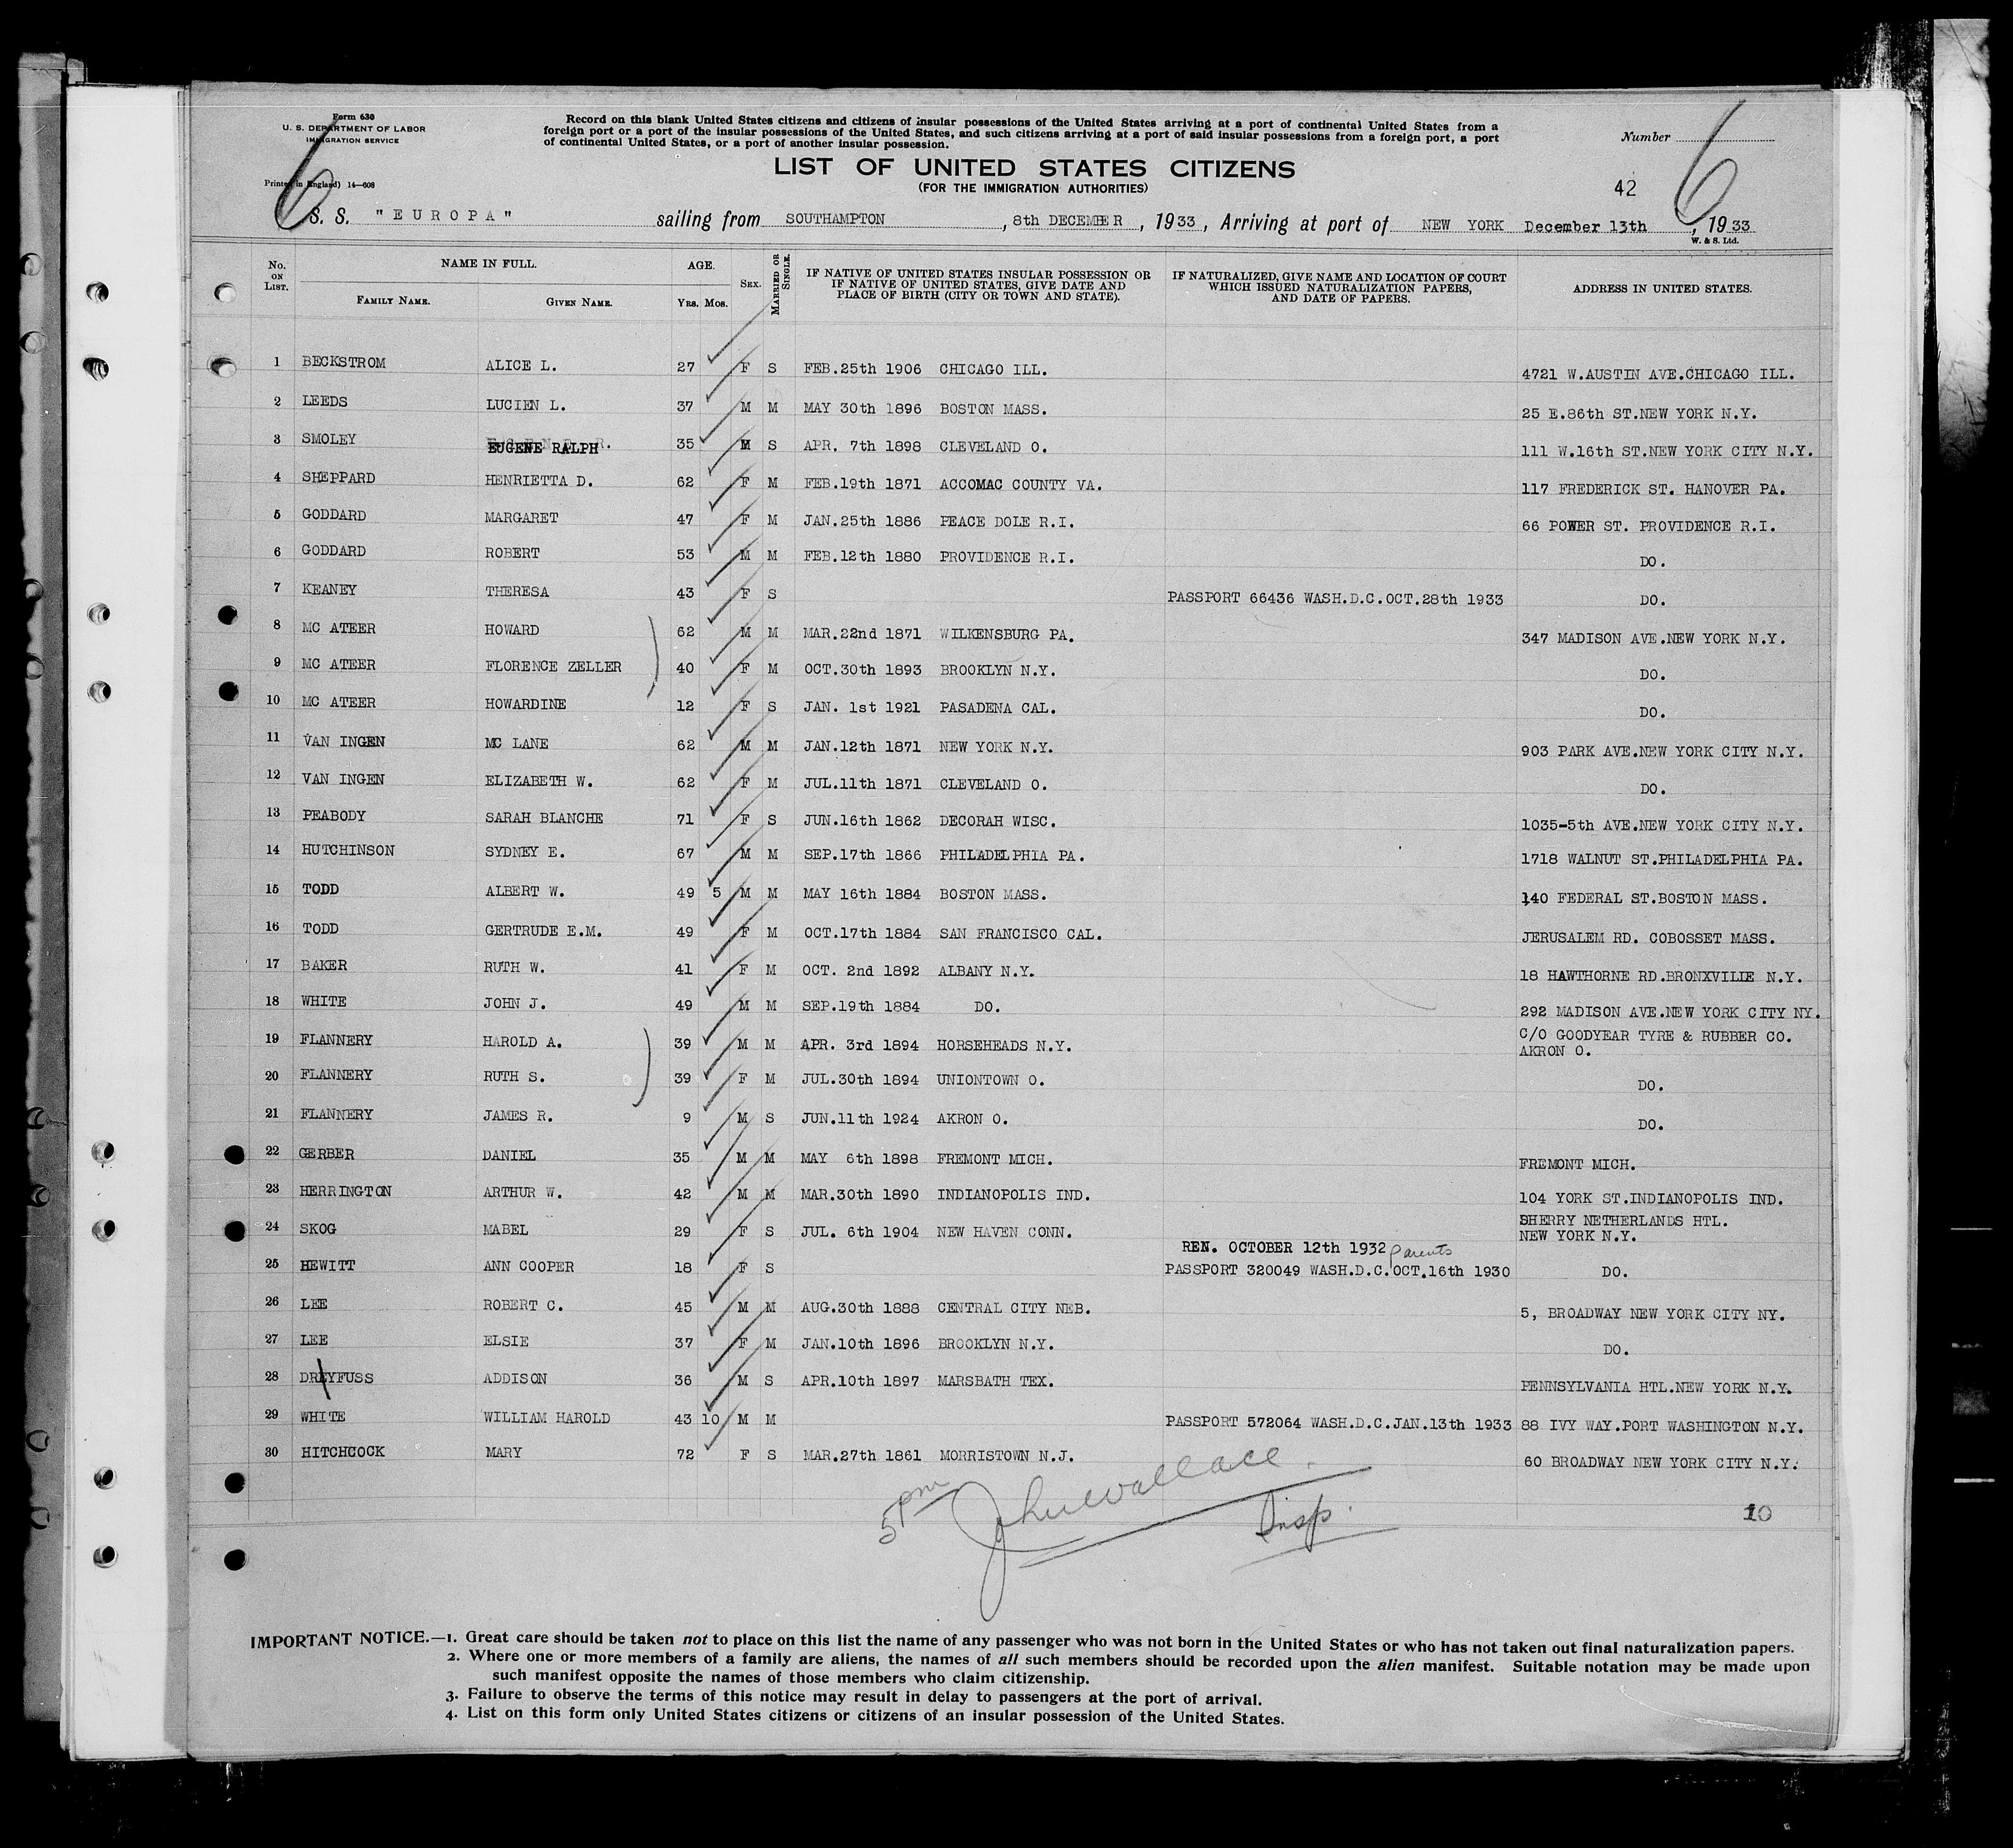 Form 630
U. S. DEPARTMENT OF LABOR
IMMIGRATION SERVICE
Printed in England) 14—608
Record on this blank United States citizens and citizens of insular possessions of the United States arriving at a port of continental United States from a
foreign port or a port of the insular possessions of the United States, and such citizens arriving at a port of said insular possessions from a foreign port, a port
of continental United States, or a port of another insular possession.
LIST OF UNITED STATES CITIZENS
(FOR THE IMMIGRATION AUTHORITIES)
Number
6
6
42
S. S. "EUROPA" sailing from SOUTHAMPTON, 8th DECEMBER, 1933, Arriving at port of NEW YORK December 13th, 1933
W. & S. Ltd.
No. ON LIST.
NAME IN FULL.
FAMILY NAME. GIVEN NAME.
AGE.
YRS. MOS.
SEX.
MARRIED OR SINGLE.
IF NATIVE OF UNITED STATES INSULAR POSSESSION OR
IF NATIVE OF UNITED STATES, GIVE DATE AND
PLACE OF BIRTH (CITY OR TOWN AND STATE).
IF NATURALIZED, GIVE NAME AND LOCATION OF COURT
WHICH ISSUED NATURALIZATION PAPERS,
AND DATE OF PAPERS.
ADDRESS IN UNITED STATES.
1 BECKSTROM ALICE L. 27 F S FEB.25th 1906 CHICAGO ILL. 4721 W.AUSTIN AVE.CHICAGO ILL.
2 LEEDS LUCIEN L. 37 M M MAY 30th 1896 BOSTON MASS. 25 E.86th ST.NEW YORK N.Y.
3 SMOLEY EUGENE RALPH 35 M S APR. 7th 1898 CLEVELAND O. 111 W.16th ST.NEW YORK CITY N.Y.
4 SHEPPARD HENRIETTA D. 62 F M FEB.19th 1871 ACCOMAC COUNTY VA. 117 FREDERICK ST. HANOVER PA.
5 GODDARD MARGARET 47 F M JAN.25th 1886 PEACE DOLE R.I. 66 POWER ST. PROVIDENCE R.I.
6 GODDARD ROBERT 53 M M FEB.12th 1880 PROVIDENCE R.I. DO.
7 KEANEY THERESA 43 F S PASSPORT 66436 WASH.D.C.OCT.28th 1933 DO.
8 MC ATEER HOWARD 62 M M MAR.22nd 1871 WILKENSBURG PA. 347 MADISON AVE.NEW YORK N.Y.
9 MC ATEER FLORENCE ZELLER 40 F M OCT.30th 1893 BROOKLYN N.Y. DO.
10 MC ATEER HOWARDINE 12 F S JAN. 1st 1921 PASADENA CAL. DO.
11 VAN INGEN MC LANE 62 M M JAN.12th 1871 NEW YORK N.Y. 903 PARK AVE.NEW YORK CITY N.Y.
12 VAN INGEN ELIZABETH W. 62 F M JUL.11th 1871 CLEVELAND O. DO.
13 PEABODY SARAH BLANCHE 71 F S JUN.16th 1862 DECORAH WISC. 1035-5th AVE.NEW YORK CITY N.Y.
14 HUTCHINSON SYDNEY E. 67 M M SEP.17th 1866 PHILADELPHIA PA. 1718 WALNUT ST.PHILADELPHIA PA.
15 TODD ALBERT W. 49 5 M M MAY 16th 1884 BOSTON MASS. 140 FEDERAL ST.BOSTON MASS.
16 TODD GERTRUDE E.M. 49 F M OCT.17th 1884 SAN FRANCISCO CAL. JERUSALEM RD. COBOSSET MASS.
17 BAKER RUTH W. 41 F M OCT. 2nd 1892 ALBANY N.Y. 18 HAWTHORNE RD.BRONXVILLE N.Y.
18 WHITE JOHN J. 49 M M SEP.19th 1884 DO. 292 MADISON AVE.NEW YORK CITY NY.
19 FLANNERY HAROLD A. 39 M M APR. 3rd 1894 HORSEHEADS N.Y. C/O GOODYEAR TYRE & RUBBER CO.
AKRON O.
20 FLANNERY RUTH S. 39 F M JUL.30th 1894 UNIONTOWN O. DO.
21 FLANNERY JAMES R. 9 M S JUN.11th 1924 AKRON O. DO.
22 GERBER DANIEL 35 M M MAY 6th 1898 FREMONT MICH. FREMONT MICH.
23 HERRINGTON ARTHUR W. 42 M M MAR.30th 1890 INDIANOPOLIS IND. 104 YORK ST.INDIANOPOLIS IND.
24 SKOG MABEL 29 F S JUL. 6th 1904 NEW HAVEN CONN. SHERRY NETHERLANDS HTL.
NEW YORK N.Y.
REN. OCTOBER 12th 1932 parents
25 HEWITT ANN COOPER 18 F S PASSPORT 320049 WASH.D.C.OCT.16th 1930 DO.
26 LEE ROBERT C. 45 M M AUG.30th 1888 CENTRAL CITY NEB. 5, BROADWAY NEW YORK CITY NY.
27 LEE ELSIE 37 F M JAN.10th 1896 BROOKLYN N.Y. DO.
28 DREYFUSS ADDISON 36 M S APR.10th 1897 MARSBATH TEX. PENNSYLVANIA HTL.NEW YORK N.Y.
29 WHITE WILLIAM HAROLD 43 10 M M PASSPORT 572064 WASH.D.C.JAN.13th 1933 88 IVY WAY.PORT WASHINGTON N.Y.
30 HITCHCOCK MARY 72 F S MAR.27th 1861 MORRISTOWN N.J. 60 BROADWAY NEW YORK CITY N.Y.
5 pm John Wallace Insp.
10
IMPORTANT NOTICE.—1. Great care should be taken not to place on this list the name of any passenger who was not born in the United States or who has not taken out final naturalization papers.
2. Where one or more members of a family are aliens, the names of all such members should be recorded upon the alien manifest. Suitable notation may be made upon
such manifest opposite the names of those members who claim citizenship.
3. Failure to observe the terms of this notice may result in delay to passengers at the port of arrival.
4. List on this form only United States citizens or citizens of an insular possession of the United States.